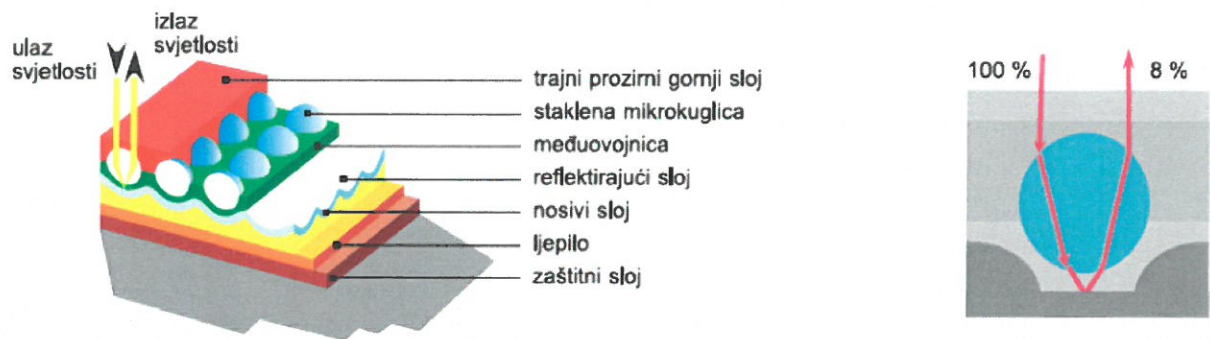 izlaz
svjetlosti
ulaz
svjetlosti
trajni prozirni gornji sloj
staklena mikrokuglica
međuovojnica
reflektirajući sloj
nosivi sloj
ljepilo
zaštitni sloj
100 %
8 %